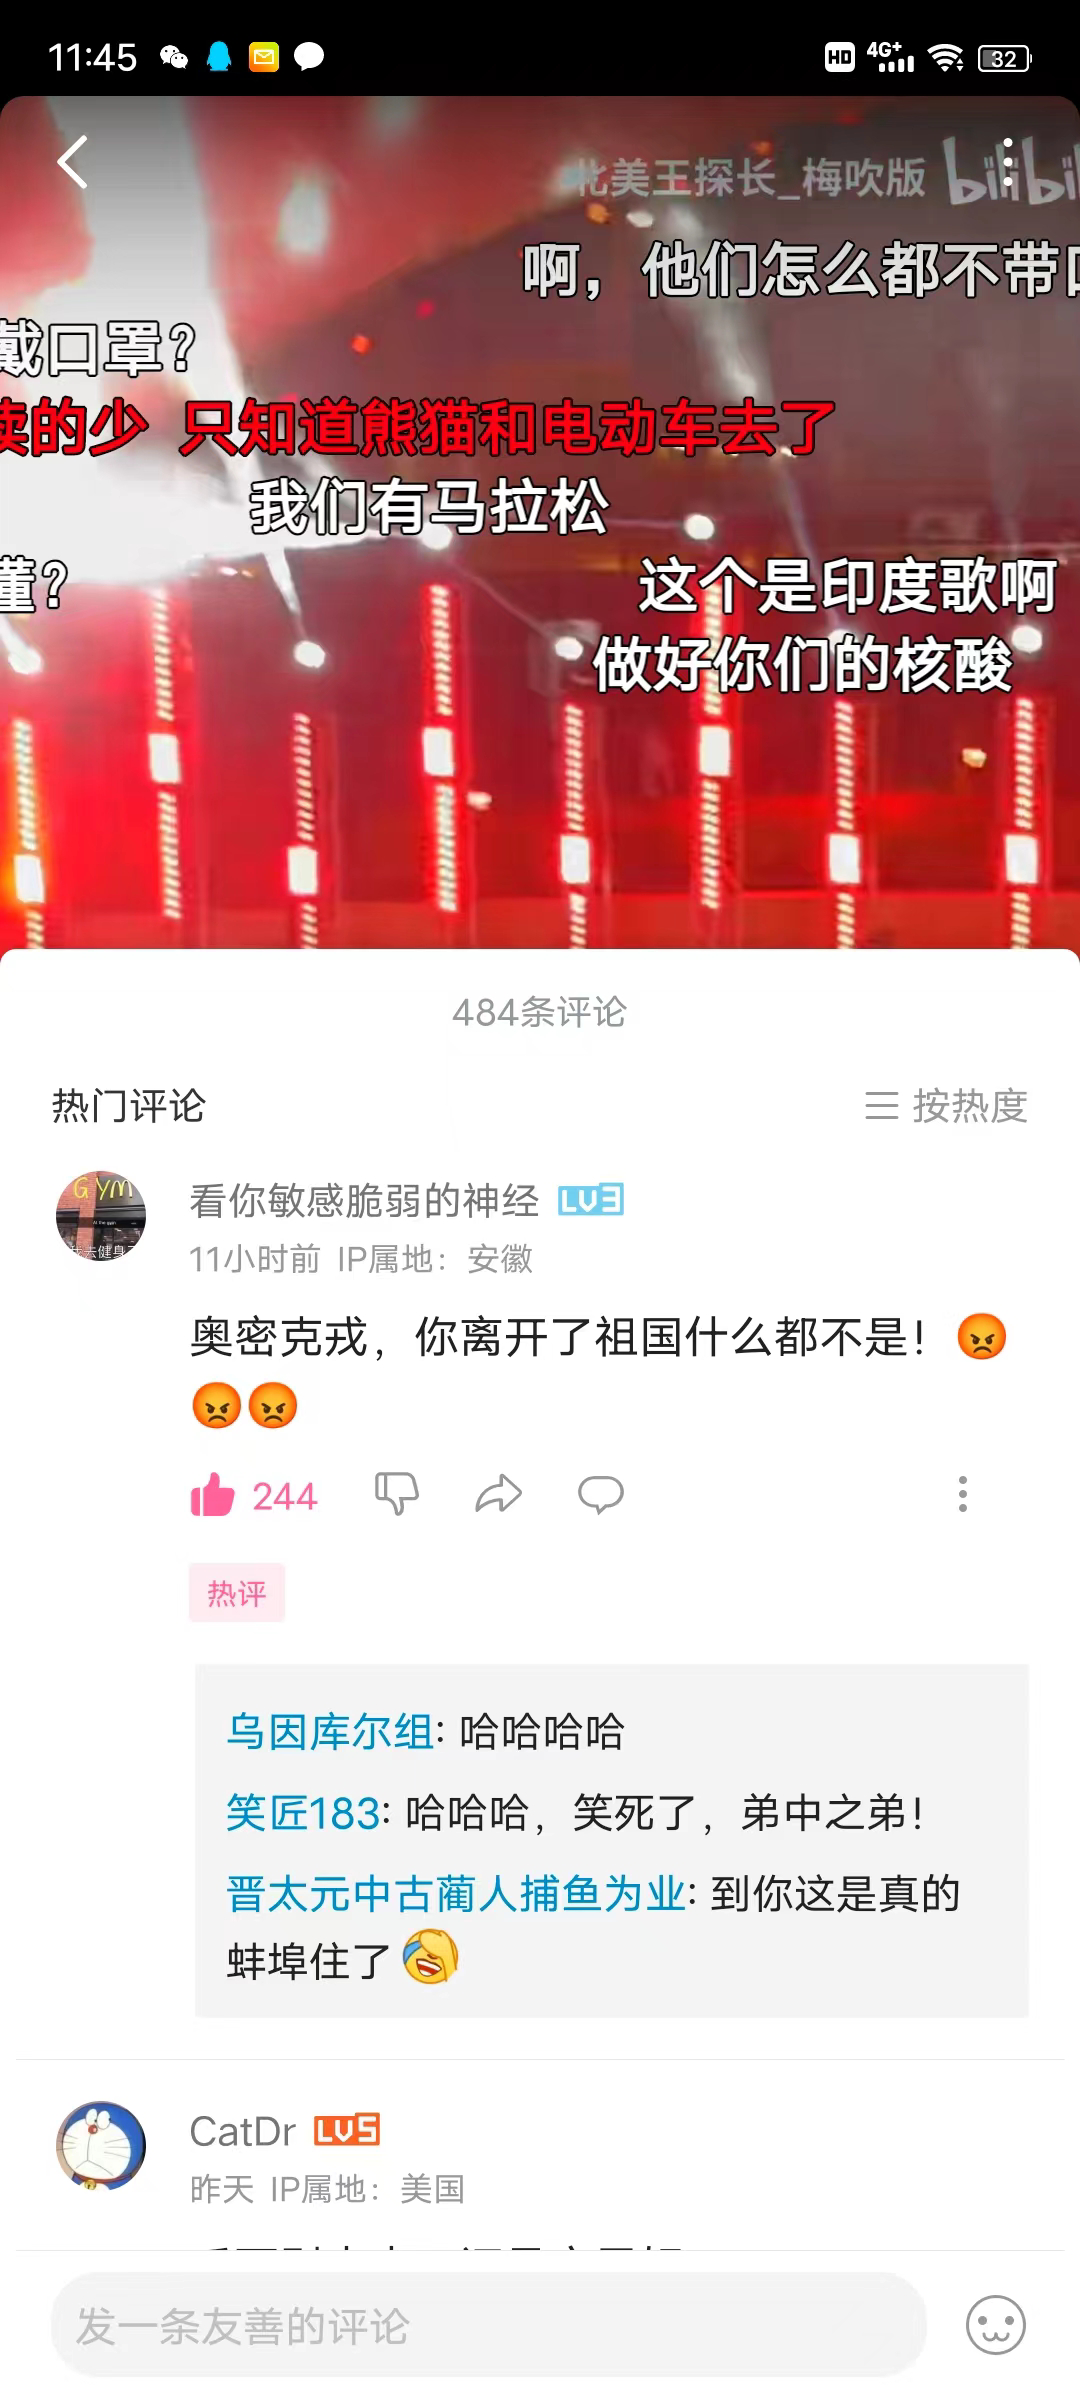 11:45
HD 4G+ 32
北美王探长_梅吹版 bilibili
啊，他们怎么都不带口
戴口罩？
读的少 只知道熊猫和电动车去了
我们有马拉松
懂？
这个是印度歌啊
做好你们的核酸
484条评论
热门评论
按热度
GYM
看你敏感脆弱的神经 LV3
11小时前 IP属地：安徽
奥密克戎，你离开了祖国什么都不是！😡
😡😡
244
热评
乌因库尔组: 哈哈哈哈
笑匠183: 哈哈哈，笑死了，弟中之弟！
晋太元中古蔺人捕鱼为业: 到你这是真的
蚌埠住了
CatDr LV5
昨天 IP属地：美国
发一条友善的评论